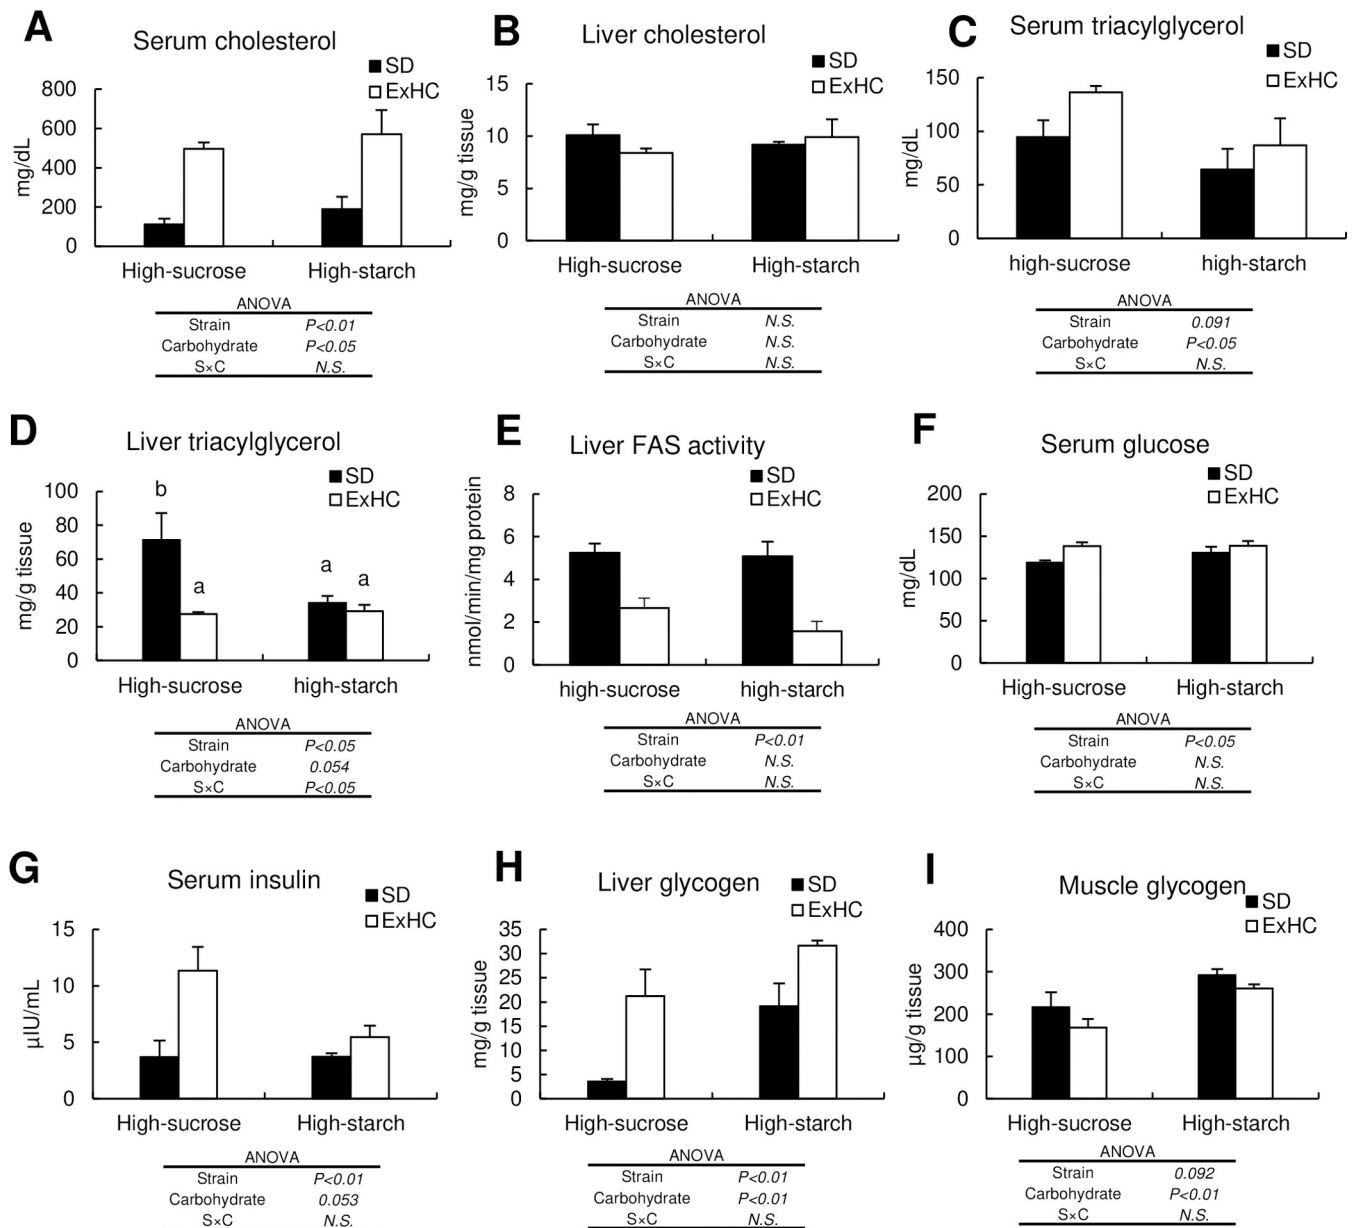 A
Serum cholesterol
SD
ExHC
mg/dL
800
600
400
200
0
High-sucrose High-starch
ANOVA
Strain P<0.01
Carbohydrate P<0.05
S×C N.S.
B
Liver cholesterol
SD
ExHC
mg/g tissue
15
10
5
0
High-sucrose High-starch
ANOVA
Strain N.S.
Carbohydrate N.S.
S×C N.S.
C
Serum triacylglycerol
SD
ExHC
mg/dL
150
100
50
0
high-sucrose high-starch
ANOVA
Strain 0.091
Carbohydrate P<0.05
S×C N.S.
D
Liver triacylglycerol
SD
ExHC
mg/g tissue
100
80
60
40
20
0
b
a
a
a
High-sucrose high-starch
ANOVA
Strain P<0.05
Carbohydrate 0.054
S×C P<0.05
E
Liver FAS activity
SD
ExHC
nmol/min/mg protein
8
6
4
2
0
high-sucrose high-starch
ANOVA
Strain P<0.01
Carbohydrate N.S.
S×C N.S.
F
Serum glucose
SD
ExHC
mg/dL
200
150
100
50
0
High-sucrose High-starch
ANOVA
Strain P<0.05
Carbohydrate N.S.
S×C N.S.
G
Serum insulin
SD
ExHC
µIU/mL
15
10
5
0
High-sucrose High-starch
ANOVA
Strain P<0.01
Carbohydrate 0.053
S×C N.S.
H
Liver glycogen
SD
ExHC
mg/g tissue
35
30
25
20
15
10
5
0
High-sucrose High-starch
ANOVA
Strain P<0.01
Carbohydrate P<0.01
S×C N.S.
I
Muscle glycogen
SD
ExHC
µg/g tissue
400
300
200
100
0
High-sucrose High-starch
ANOVA
Strain 0.092
Carbohydrate P<0.01
S×C N.S.